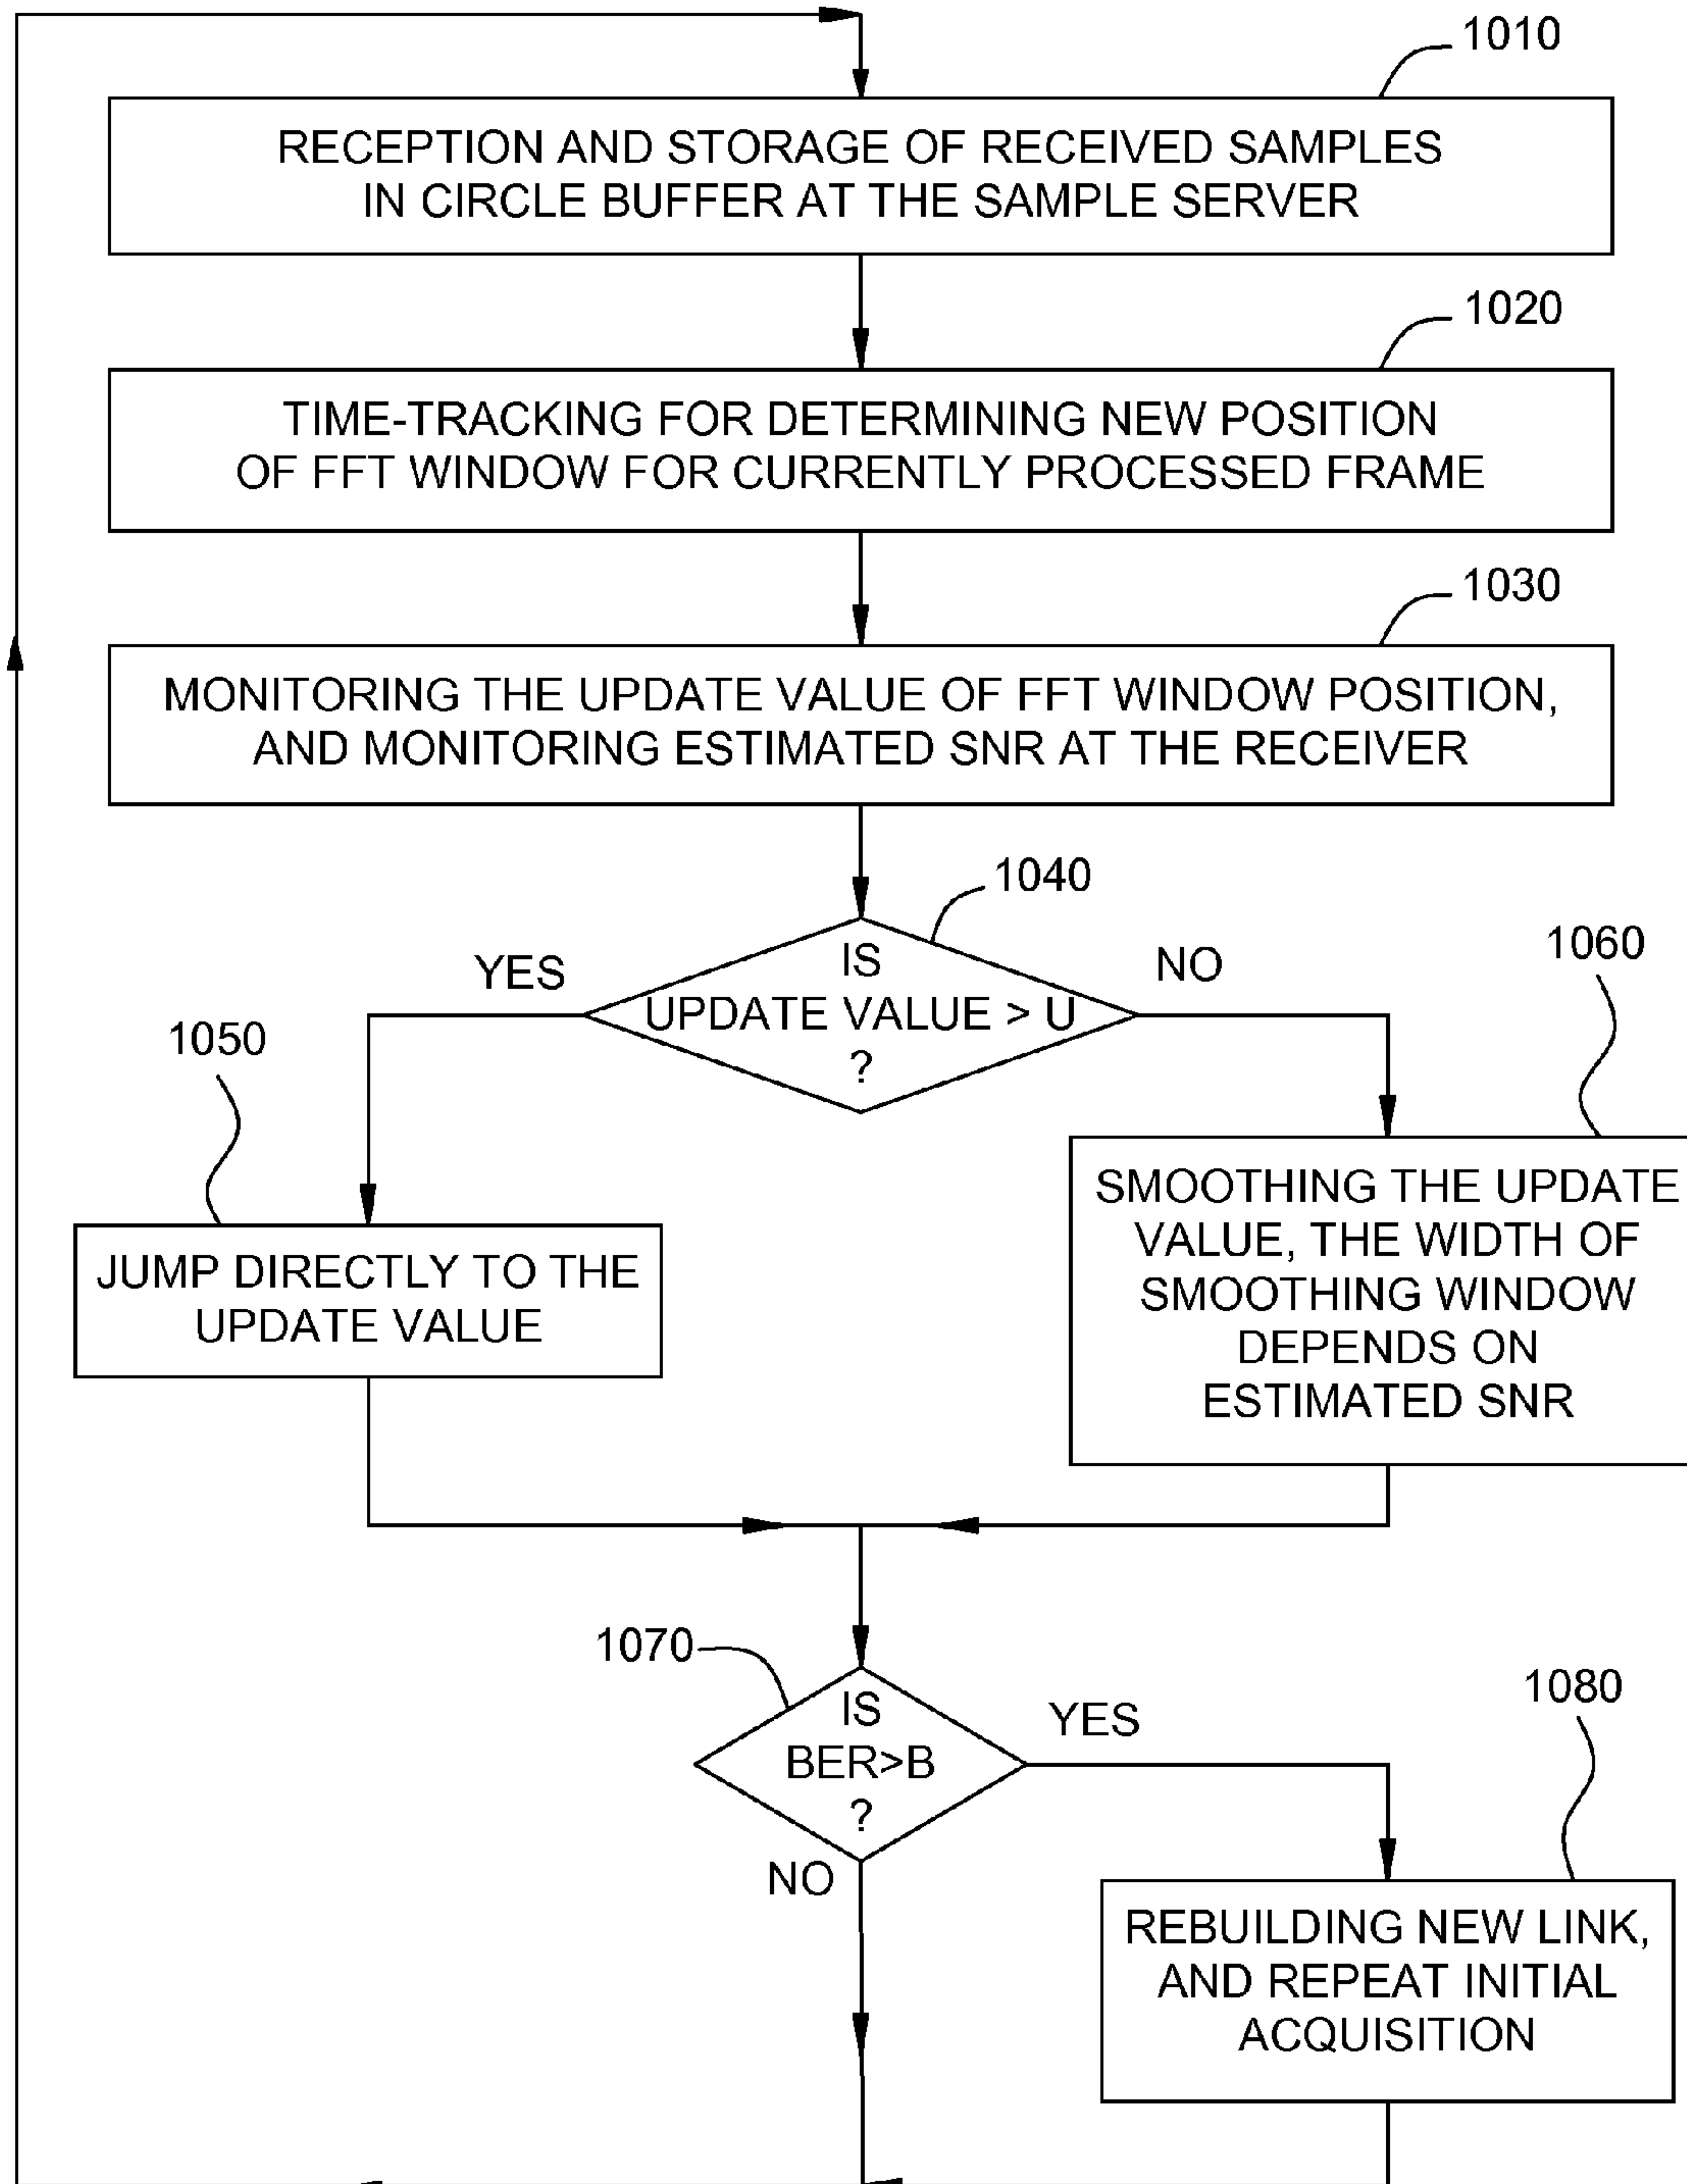 1010
RECEPTION AND STORAGE OF RECEIVED SAMPLES
IN CIRCLE BUFFER AT THE SAMPLE SERVER
1020
TIME-TRACKING FOR DETERMINING NEW POSITION
OF FFT WINDOW FOR CURRENTLY PROCESSED FRAME
1030
MONITORING THE UPDATE VALUE OF FFT WINDOW POSITION,
AND MONITORING ESTIMATED SNR AT THE RECEIVER
1040
YES
IS
UPDATE VALUE > U
?
NO
1050
JUMP DIRECTLY TO THE
UPDATE VALUE
1060
SMOOTHING THE UPDATE
VALUE, THE WIDTH OF
SMOOTHING WINDOW
DEPENDS ON
ESTIMATED SNR
1070
IS
BER>B
?
YES
NO
1080
REBUILDING NEW LINK,
AND REPEAT INITIAL
ACQUISITION